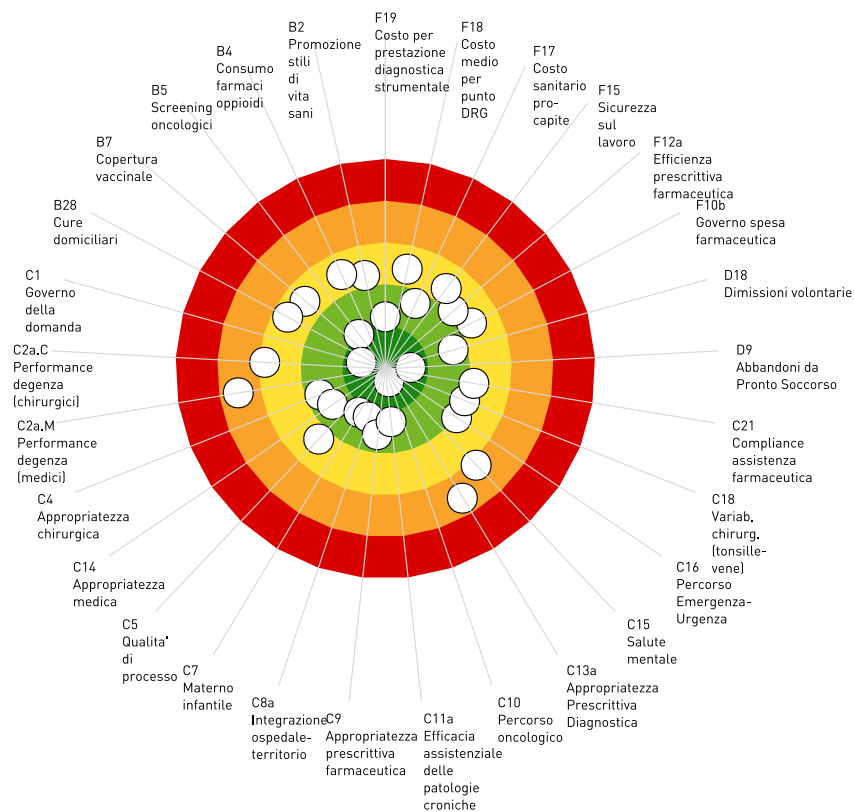 F19
Costo per
prestazione
diagnostica
strumentale
F18
Costo
medio
per
punto
DRG
F17
Costo
sanitario
pro-
capite
F15
Sicurezza
sul
lavoro
F12a
Efficienza
prescrittiva
farmaceutica
F10b
Governo spesa
farmaceutica
D18
Dimissioni volontarie
D9
Abbandoni da
Pronto Soccorso
C21
Compliance
assistenza
farmaceutica
C18
Variab.
chirurg.
(tonsille-
vene)
C16
Percorso
Emergenza-
Urgenza
C15
Salute
mentale
C13a
Appropriatezza
Prescrittiva
Diagnostica
C10
Percorso
oncologico
C11a
Efficacia
assistenziale
delle
patologie
croniche
C9
Appropriatezza
prescrittiva
farmaceutica
C8a
Integrazione
ospedale-
territorio
C7
Materno
infantile
C5
Qualita'
di
processo
C14
Appropriatezza
medica
C4
Appropriatezza
chirurgica
C2a.M
Performance
degenza
(medici)
C2a.C
Performance
degenza
(chirurgici)
C1
Governo
della
domanda
B28
Cure
domiciliari
B7
Copertura
vaccinale
B5
Screening
oncologici
B4
Consumo
farmaci
oppioidi
B2
Promozione
stili
di
vita
sani